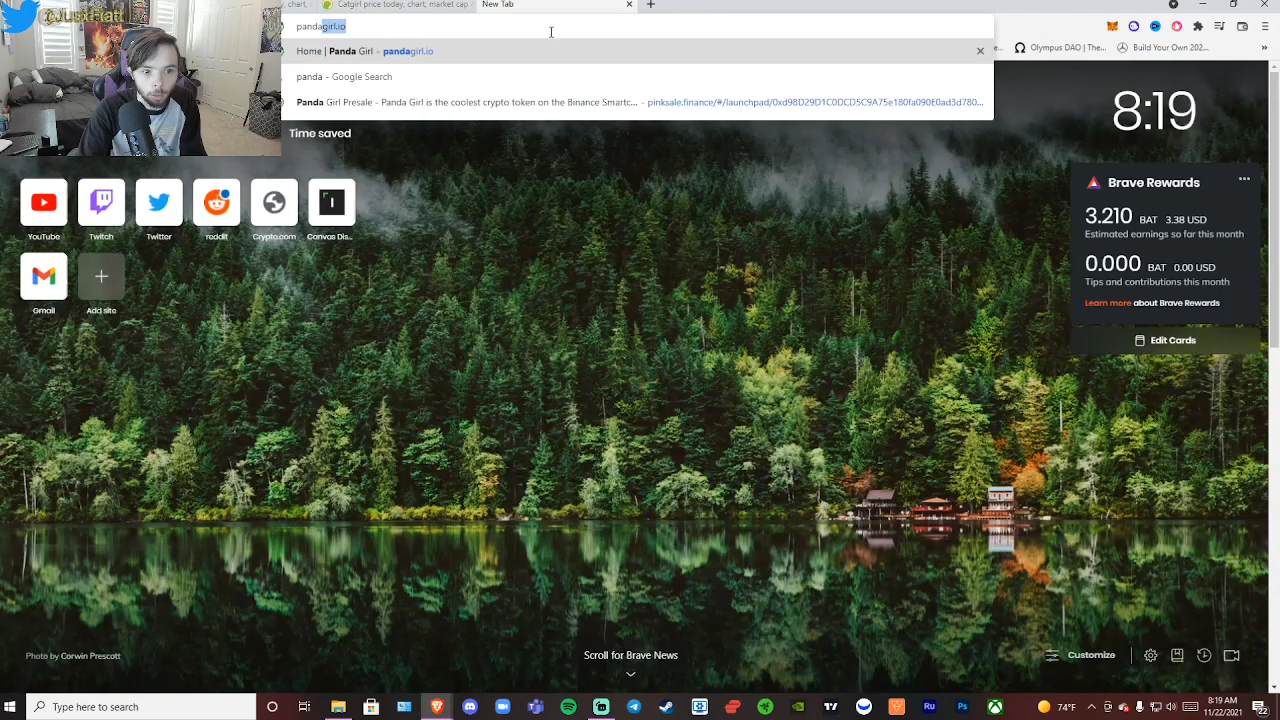 chart,
Catgirl price today, chart, market cap
New Tab
pandagirl.io
Home | Panda Girl - pandagirl.io
panda - Google Search
Panda Girl Presale - Panda Girl is the coolest crypto token on the Binance Smartc... - pinksale.finance/#/launchpad/0xd98D29D1C0DCD5C9A75e180fa090E0ad3d780...
Olympus DAO | The...
Build Your Own 202...
Time saved
8:19
YouTube
Twitch
Twitter
reddit
Crypto.com
Canvas Dis...
Gmail
Add site
Brave Rewards
3.210 BAT 3.38 USD
Estimated earnings so far this month
0.000 BAT 0.00 USD
Tips and contributions this month
Learn more about Brave Rewards
Edit Cards
Photo by Corwin Prescott
Scroll for Brave News
Customize
Type here to search
Ru
Ps
74°F
8:19 AM